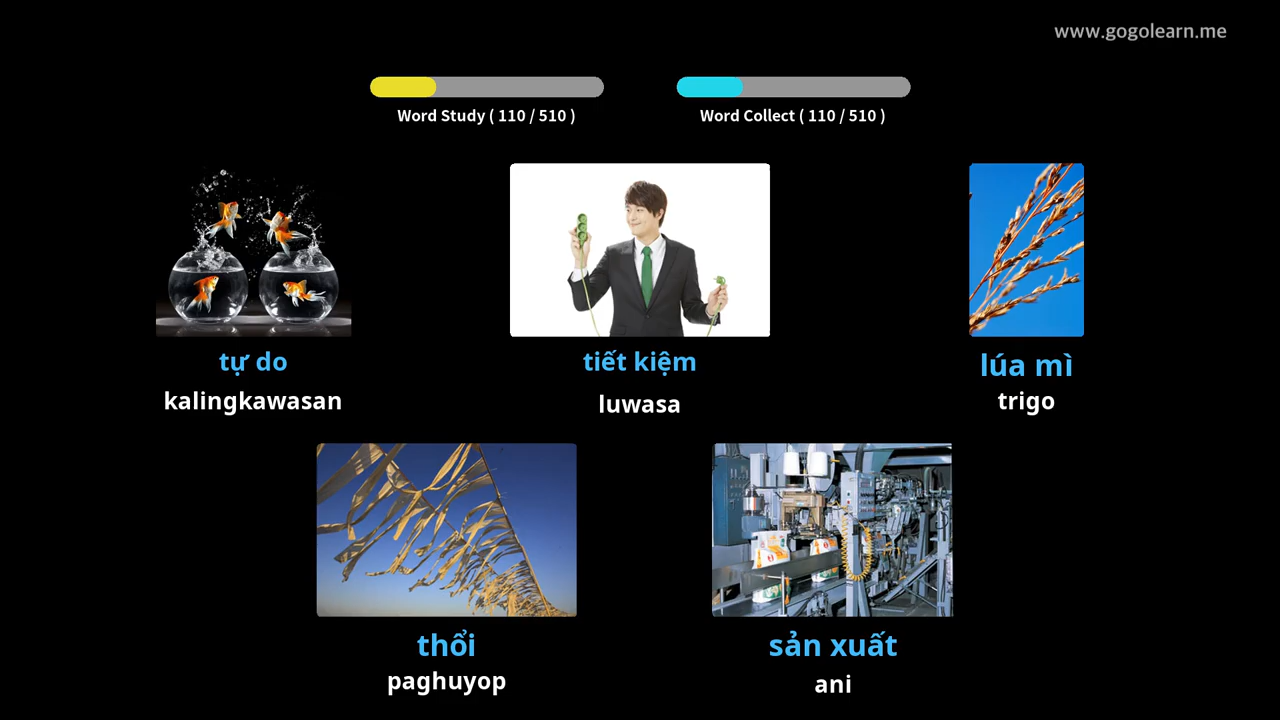 www.gogolearn.me
Word Study ( 110 / 510 )
Word Collect ( 110 / 510 )
tự do
kalingkawasan
tiết kiệm
luwasa
lúa mì
trigo
thổi
paghuyop
sản xuất
ani